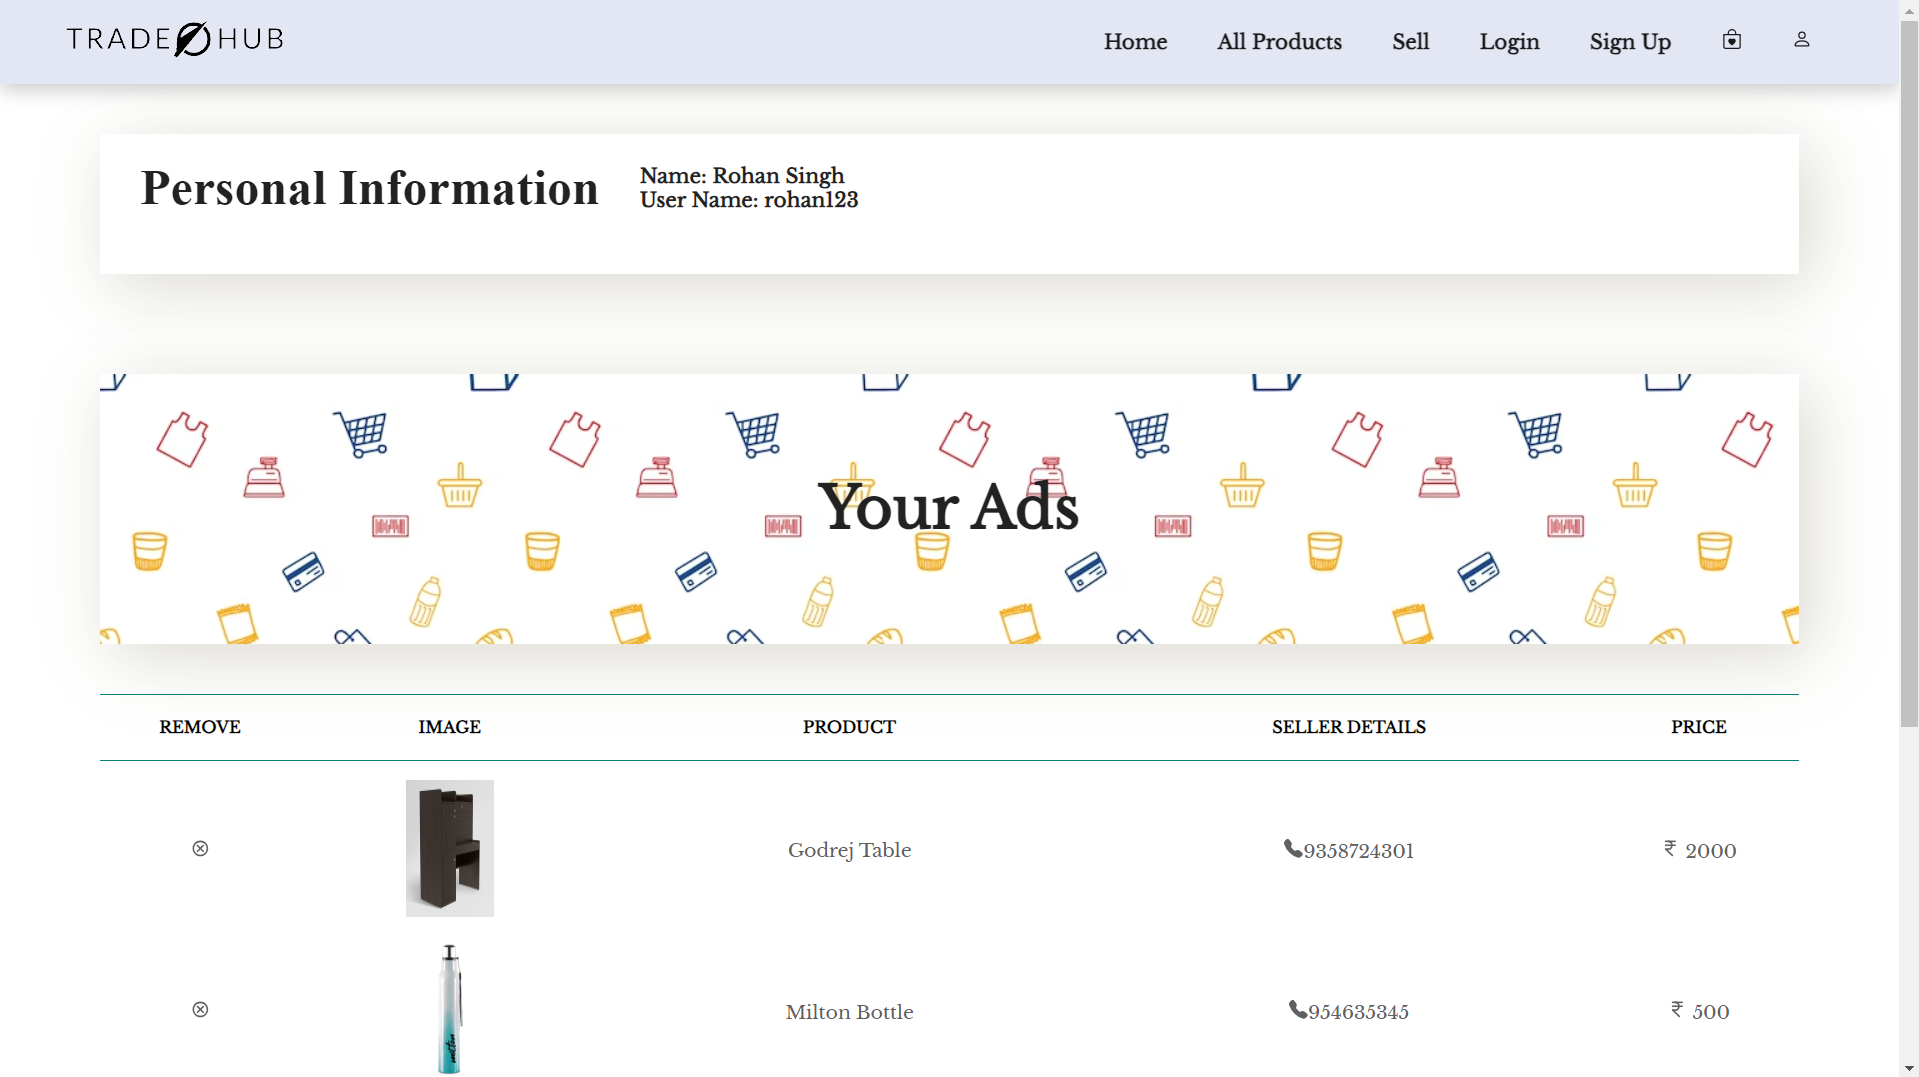 TRADE HUB
Home All Products Sell Login Sign Up
Personal Information
Name: Rohan Singh
User Name: rohan123
Your Ads
REMOVE IMAGE PRODUCT SELLER DETAILS PRICE
Godrej Table 9358724301 ₹ 2000
milton
Milton Bottle 954635345 ₹ 500